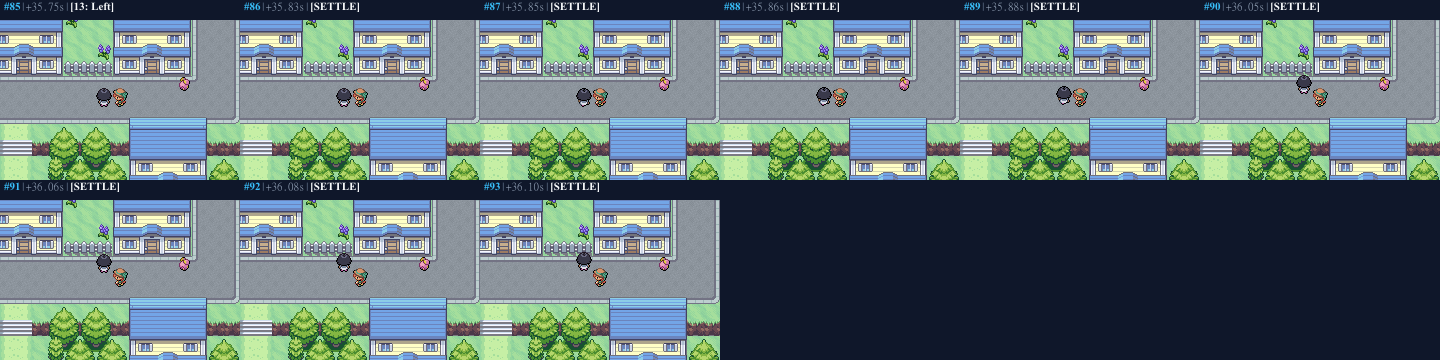 #85|+35.75s|[13: Left]
#86|+35.83s|[SETTLE]
#87|+35.85s|[SETTLE]
#88|+35.86s|[SETTLE]
#89|+35.88s|[SETTLE]
#90|+36.05s|[SETTLE]
#91|+36.06s|[SETTLE]
#92|+36.08s|[SETTLE]
#93|+36.10s|[SETTLE]